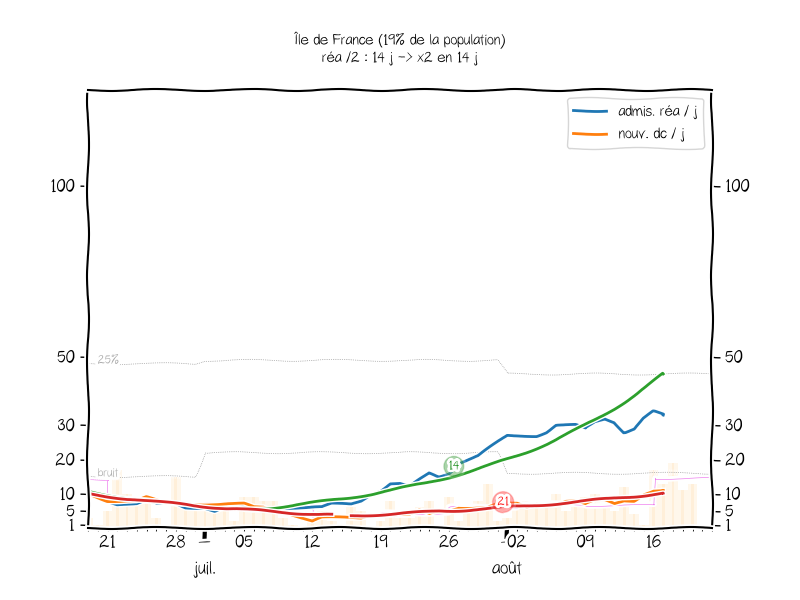 Île de France (19% de la population)
réa /2 : 14 j -> x2 en 14 j
admis. réa / j
nouv. dc / j
100
100
50
50
25%
30
30
20
20
bruit
14
21
10
10
5
5
1
1
21 28 05 12 19 26 02 09 16
juil. août